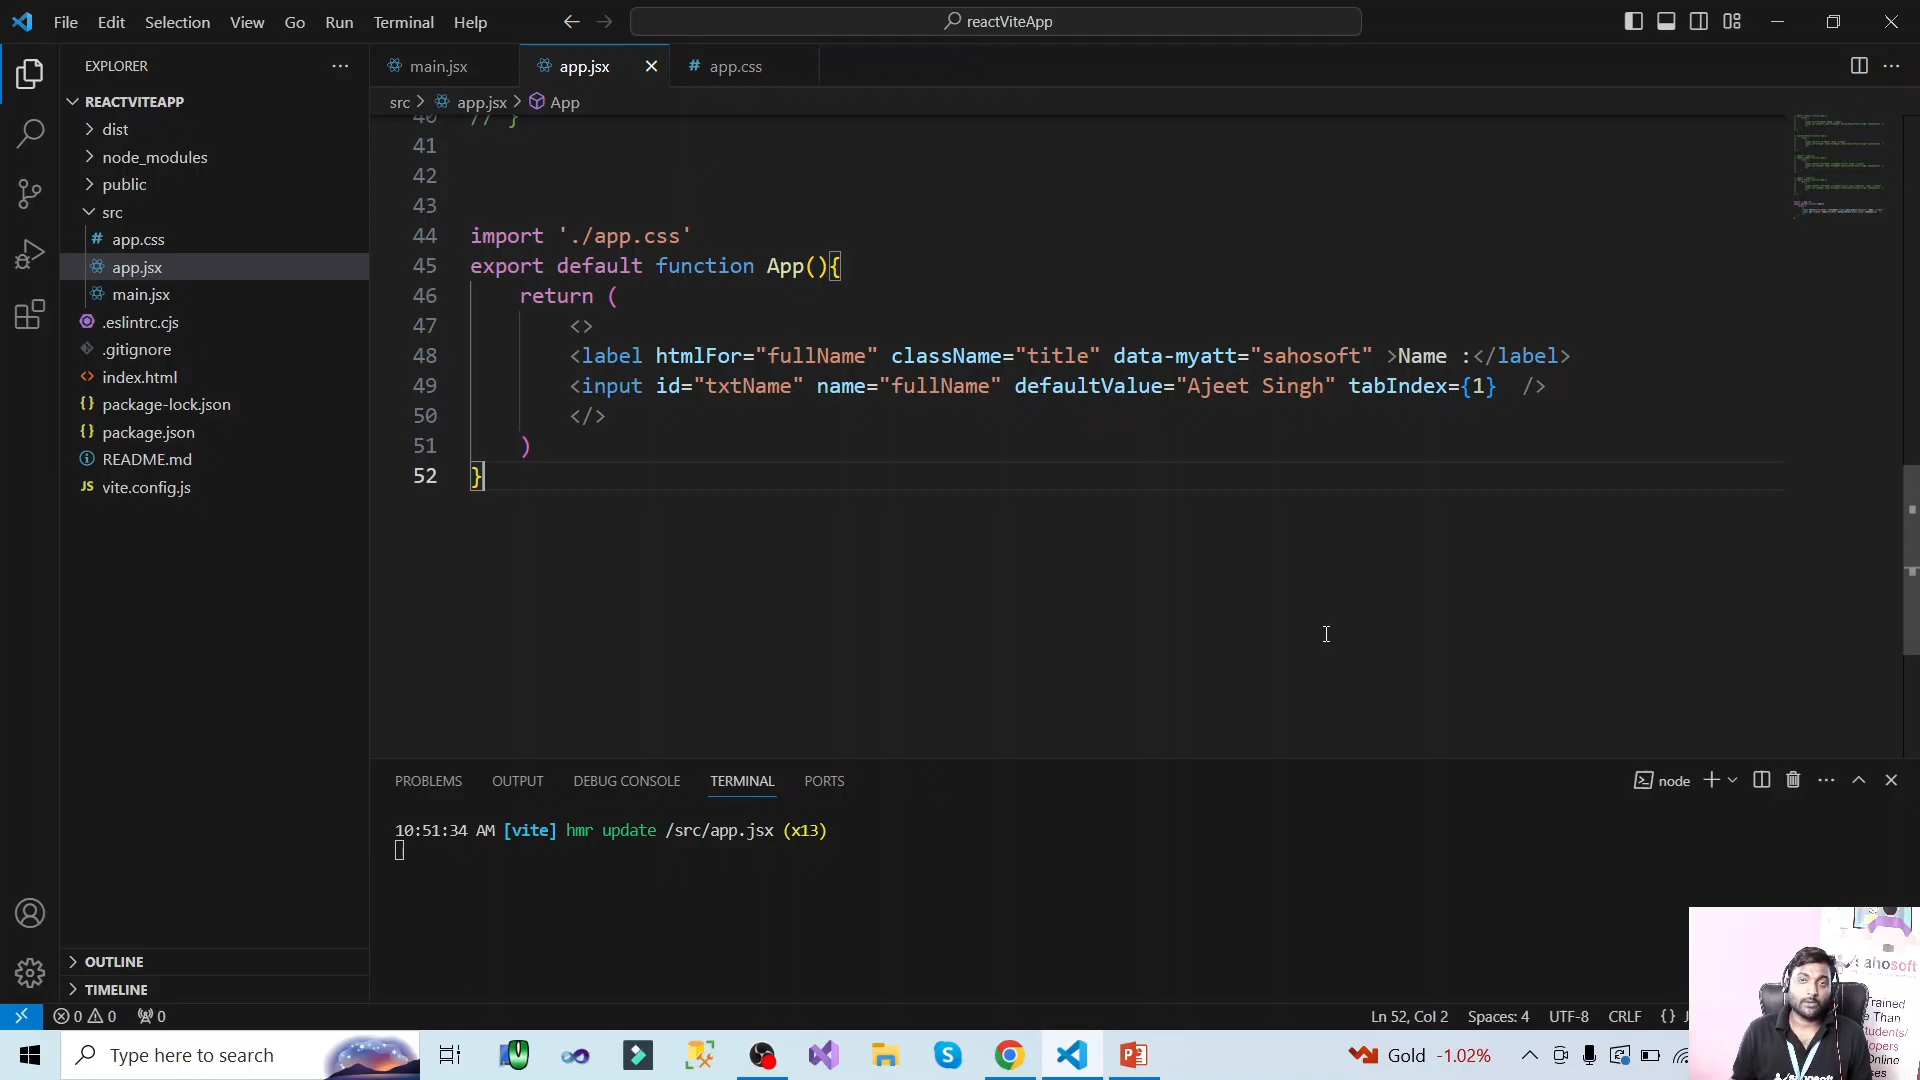 File Edit Selection View Go Run Terminal Help
reactViteApp
EXPLORER
REACTVITEAPP
dist
node_modules
public
src
app.css
app.jsx
main.jsx
.eslintrc.cjs
.gitignore
index.html
package-lock.json
package.json
README.md
vite.config.js
OUTLINE
TIMELINE
main.jsx
app.jsx
app.css
src > app.jsx > App
40 // }
41
42
43
44 import './app.css'
45 export default function App(){
46 return (
47 <>
48 <label htmlFor="fullName" className="title" data-myatt="sahosoft" >Name :</label>
49 <input id="txtName" name="fullName" defaultValue="Ajeet Singh" tabIndex={1} />
50 </>
51 )
52 }
PROBLEMS OUTPUT DEBUG CONSOLE TERMINAL PORTS
node
10:51:34 AM [vite] hmr update /src/app.jsx (x13)
0 0 0
Ln 52, Col 2 Spaces: 4 UTF-8 CRLF {}
Type here to search
Gold -1.02%
sahosoft
Than
Online